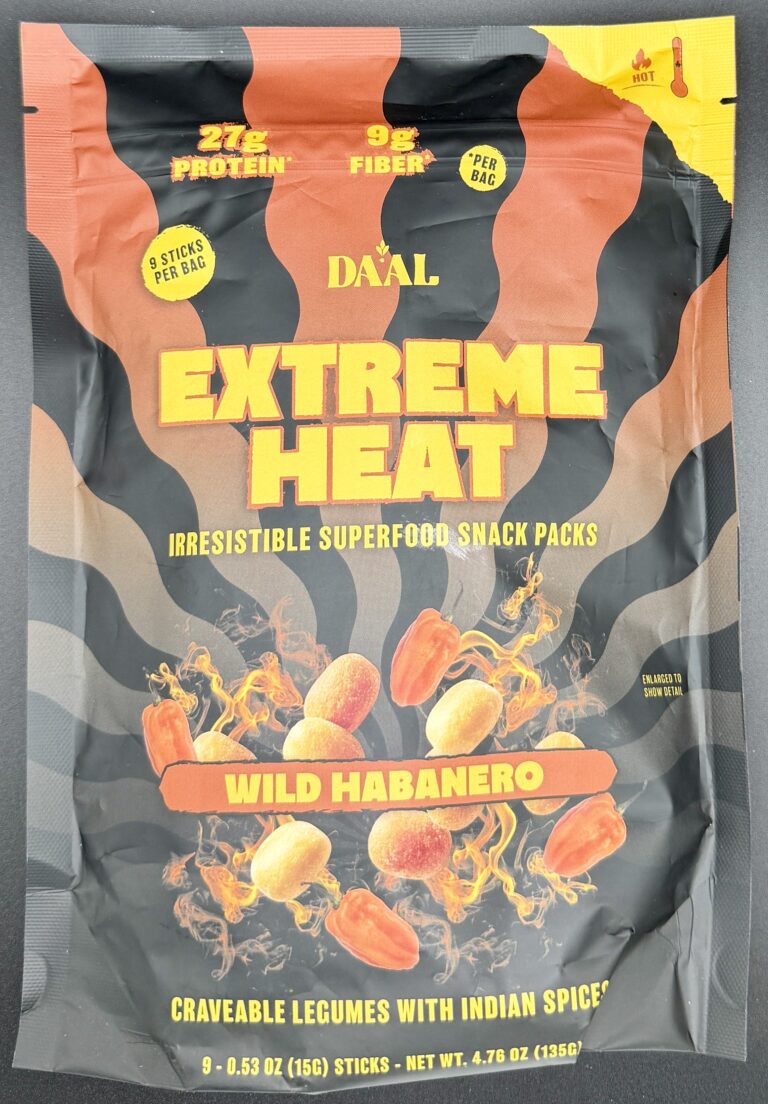 HOT
27g
PROTEIN*
9g
FIBER*
*PER
BAG
9 STICKS
PER BAG
DA'AL
EXTREME
HEAT
IRRESISTIBLE SUPERFOOD SNACK PACKS
ENLARGED TO
SHOW DETAIL
WILD HABANERO
CRAVEABLE LEGUMES WITH INDIAN SPICES
9 - 0.53 OZ (15G) STICKS - NET WT. 4.76 OZ (135G)